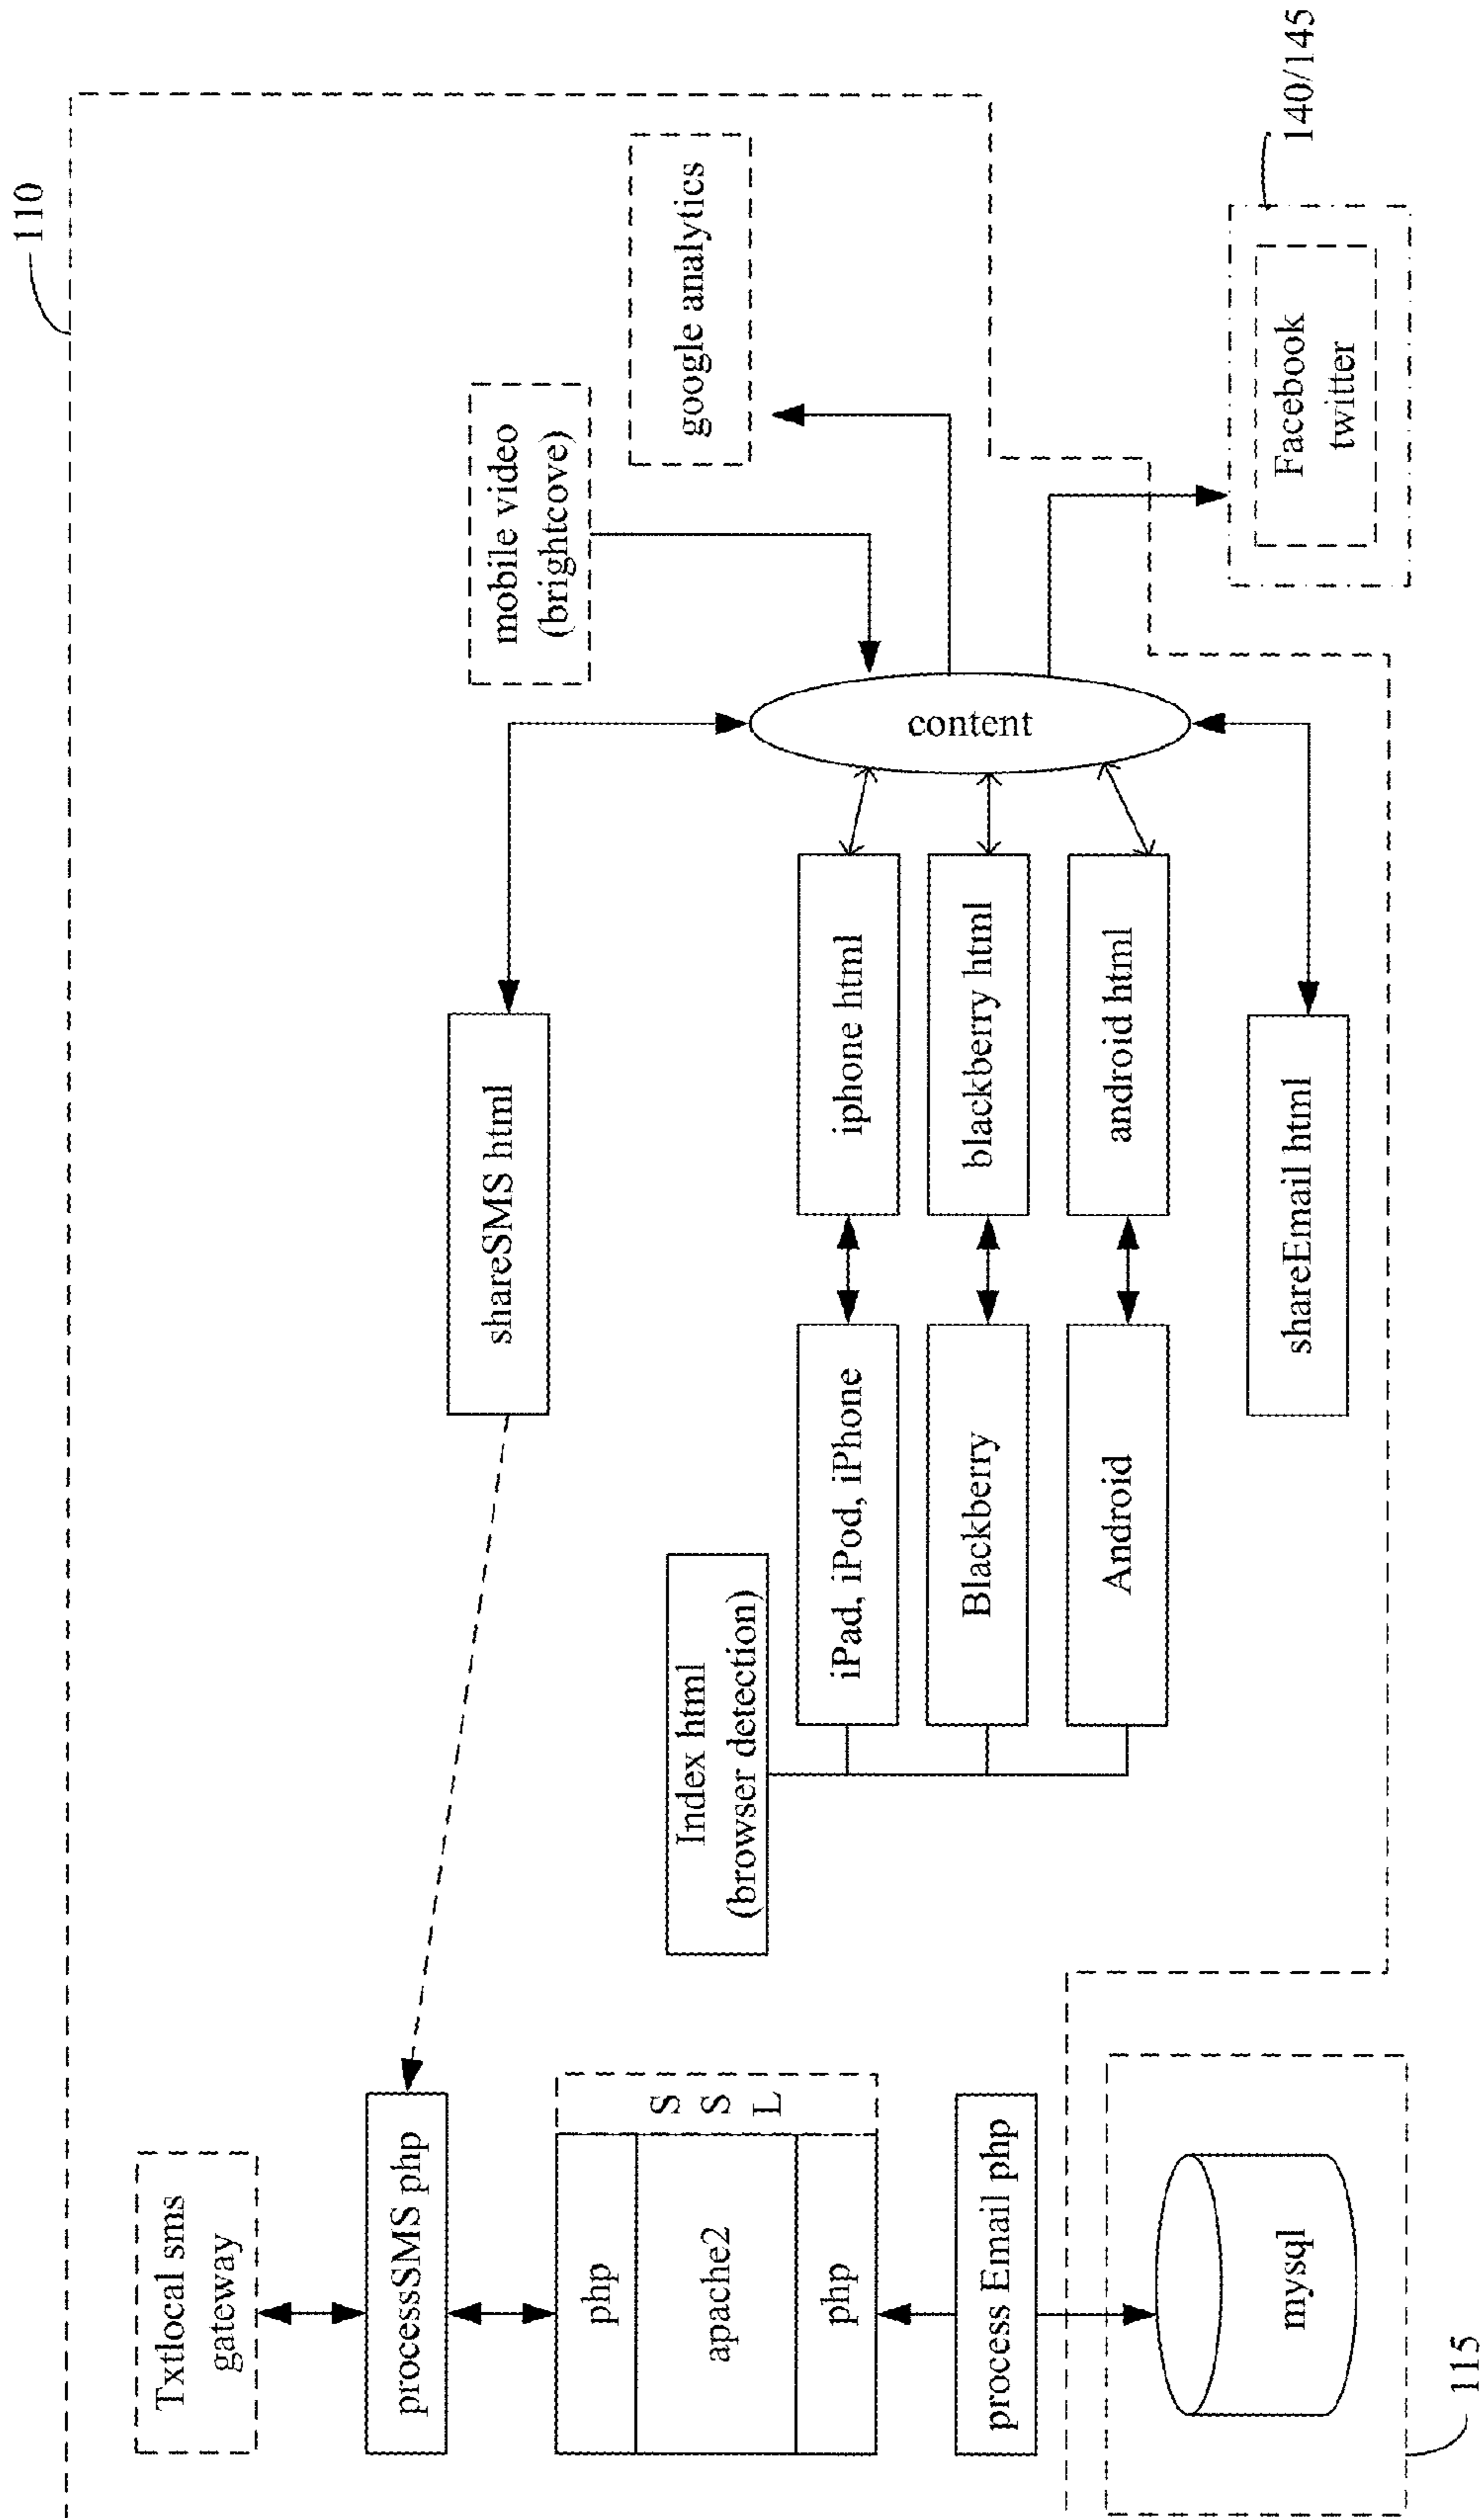 110
Txtlocal sms
gateway
processSMS php
php
apache2
php
S
S
L
process Email php
mysql
115
shareSMS html
Index html
(browser detection)
iPad, iPod, iPhone
Blackberry
Android
iphone html
blackberry html
android html
shareEmail html
content
mobile video
(brightcove)
google analytics
Facebook
twitter
140/145